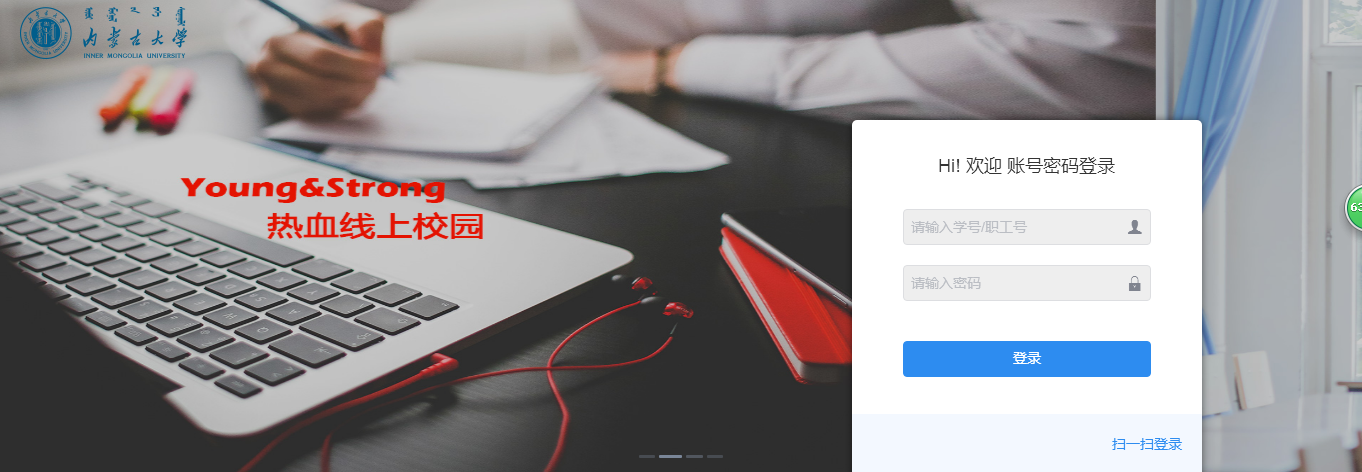 内蒙古大学
INNER MONGOLIA UNIVERSITY
Young&Strong
热血线上校园
Hi! 欢迎 账号密码登录
请输入学号/职工号
请输入密码
登录
扫一扫登录
63